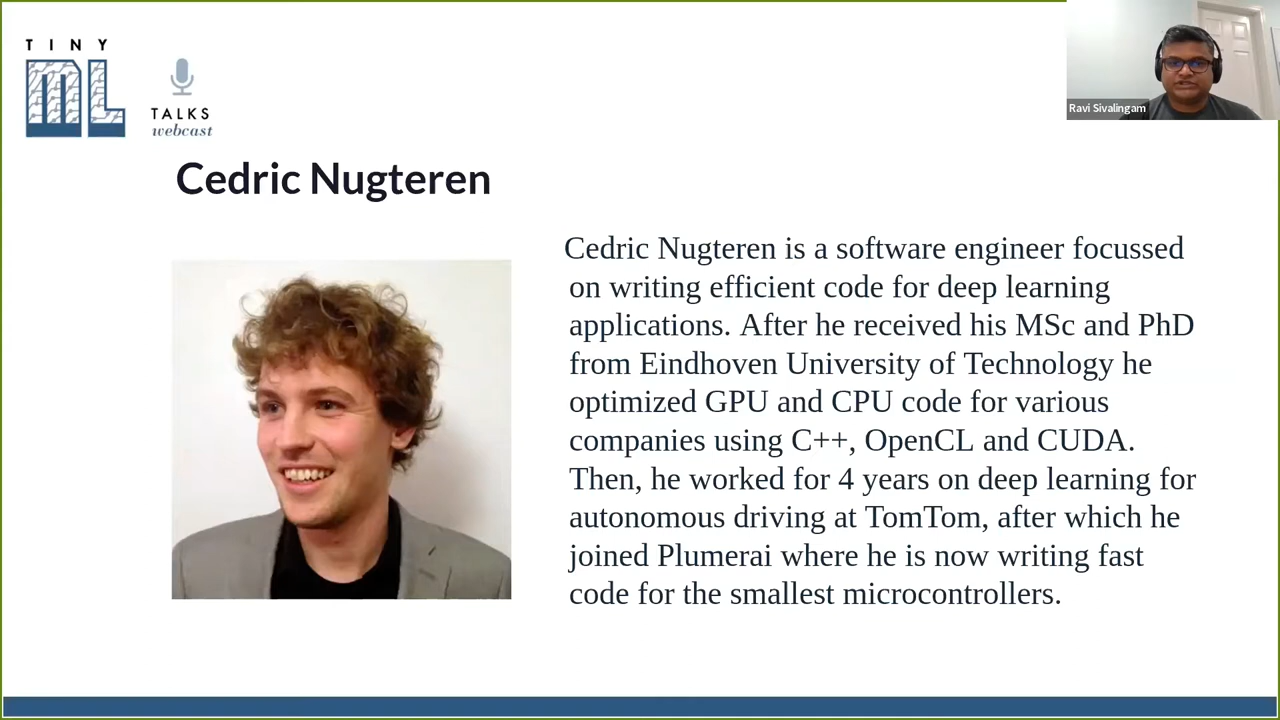 TINY
ML
TALKS
webcast
Ravi Sivalingam
Cedric Nugteren
Cedric Nugteren is a software engineer focussed
on writing efficient code for deep learning
applications. After he received his MSc and PhD
from Eindhoven University of Technology he
optimized GPU and CPU code for various
companies using C++, OpenCL and CUDA.
Then, he worked for 4 years on deep learning for
autonomous driving at TomTom, after which he
joined Plumerai where he is now writing fast
code for the smallest microcontrollers.